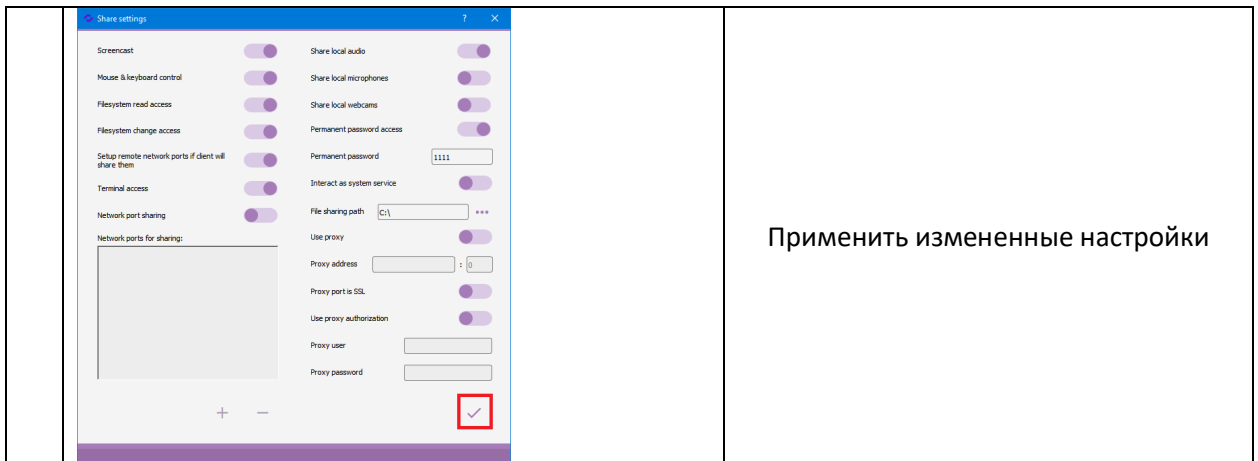 Share settings
?
Screencast
Mouse & keyboard control
Filesystem read access
Filesystem change access
Setup remote network ports if client will
share them
Terminal access
Network port sharing
Network ports for sharing:
Share local audio
Share local microphones
Share local webcams
Permanent password access
Permanent password 1111
Interact as system service
File sharing path C:\ •••
Use proxy
Proxy address : 0
Proxy port is SSL
Use proxy authorization
Proxy user
Proxy password
Применить измененные настройки